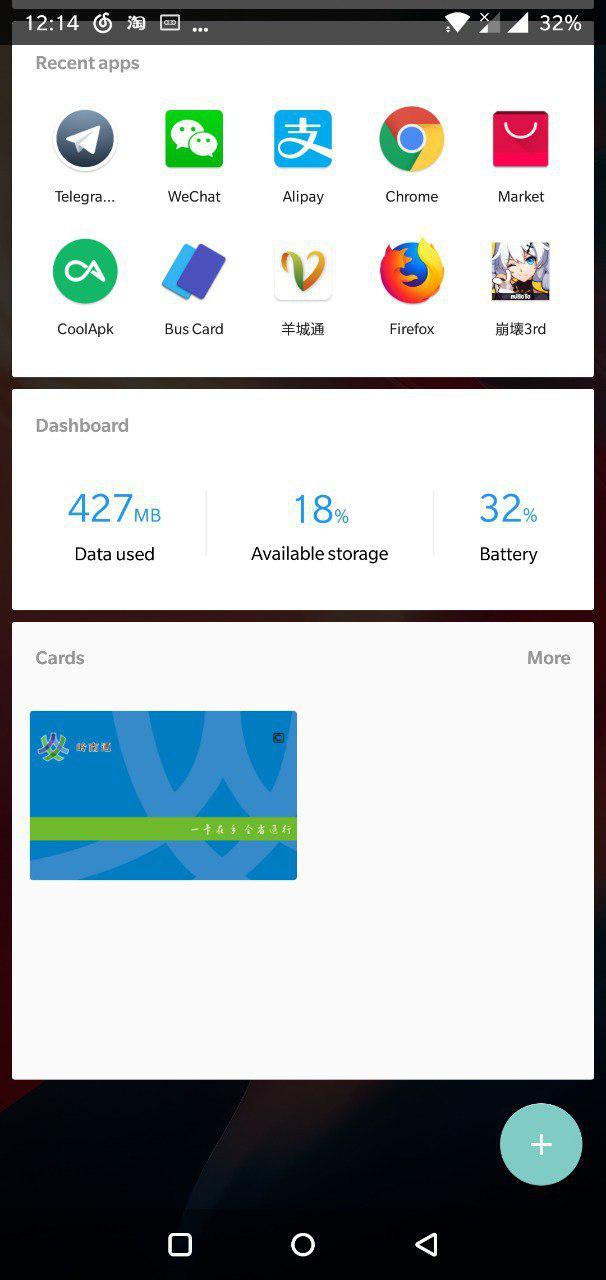 12:14 淘 ... 32%
Recent apps
Telegra... WeChat Alipay Chrome Market
CoolApk Bus Card 羊城通 Firefox 崩坏3rd
Dashboard
427MB 18% 32%
Data used Available storage Battery
Cards More
岭南通
一卡在手 全省通行